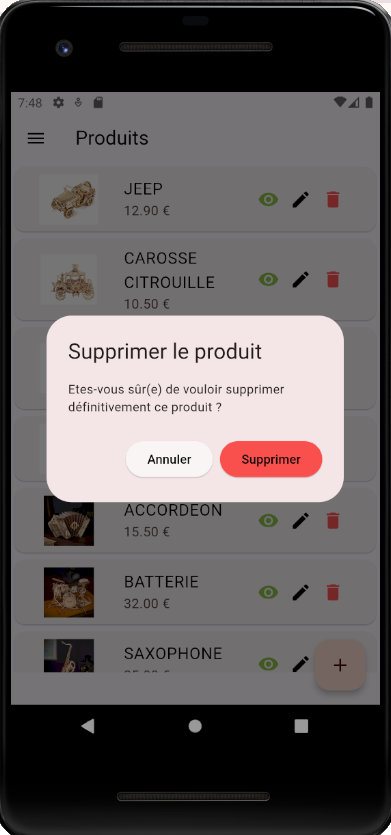 7:48
Produits
JEEP
12.90 €
CAROSSE
CITROUILLE
10.50 €
Supprimer le produit
Etes-vous sûr(e) de vouloir supprimer
définitivement ce produit ?
Annuler
Supprimer
ACCORDEON
15.50 €
BATTERIE
32.00 €
SAXOPHONE